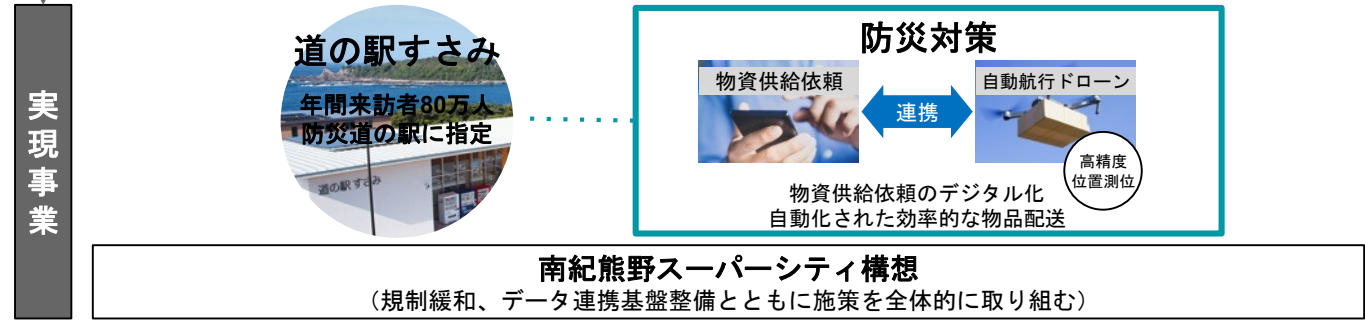 実現事業
道の駅すさみ
年間来訪者80万人
防災道の駅に指定
道の駅すさみ
防災対策
物資供給依頼
連携
自動航行ドローン
高精度
位置測位
物資供給依頼のデジタル化
自動化された効率的な物品配送
南紀熊野スーパーシティ構想
（規制緩和、データ連携基盤整備とともに施策を全体的に取り組む）